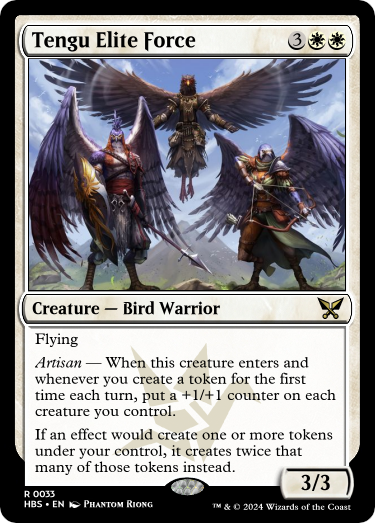 Tengu Elite Force 3
Creature — Bird Warrior
Flying
Artisan — When this creature enters and
whenever you create a token for the first
time each turn, put a +1/+1 counter on each
creature you control.
If an effect would create one or more tokens
under your control, it creates twice that
many of those tokens instead.
3/3
R 0033
HBS • EN Phantom Riong
™ & © 2024 Wizards of the Coast